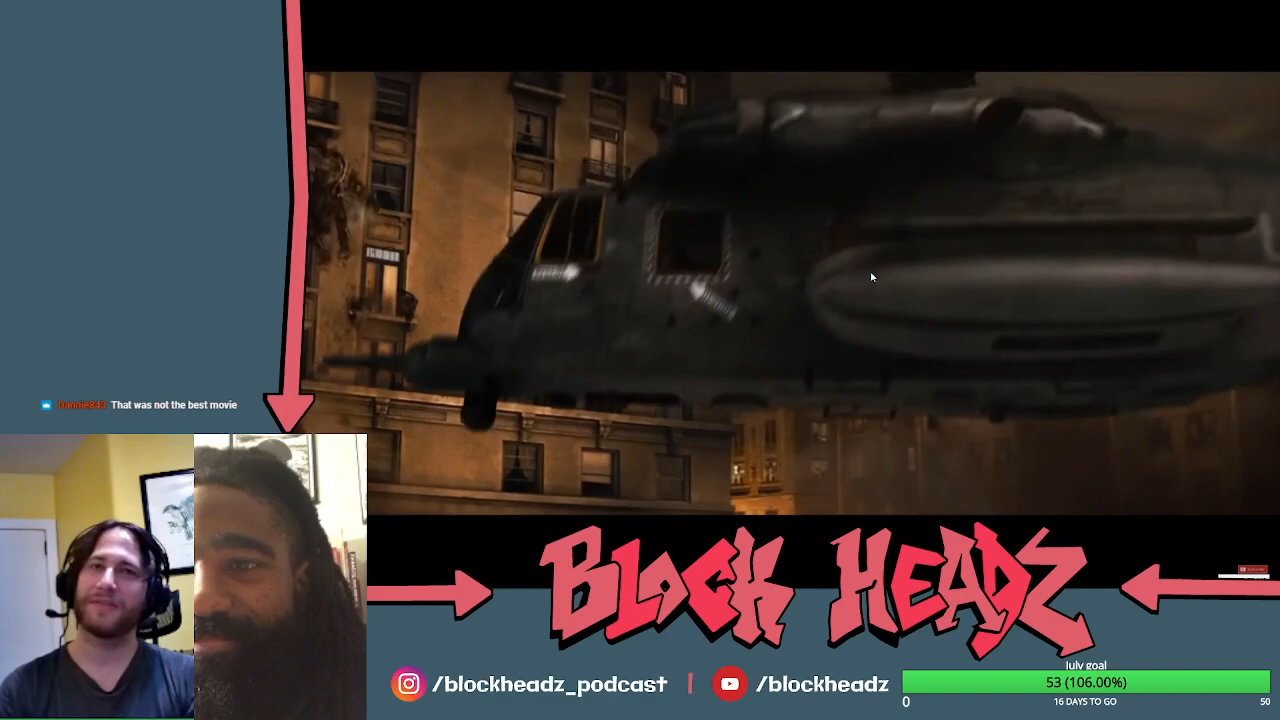 Dannie843 That was not the best movie
BLOCK HEADZ
/blockheadz_podcast | /blockheadz
July goal
53 (106.00%)
0 16 DAYS TO GO 50